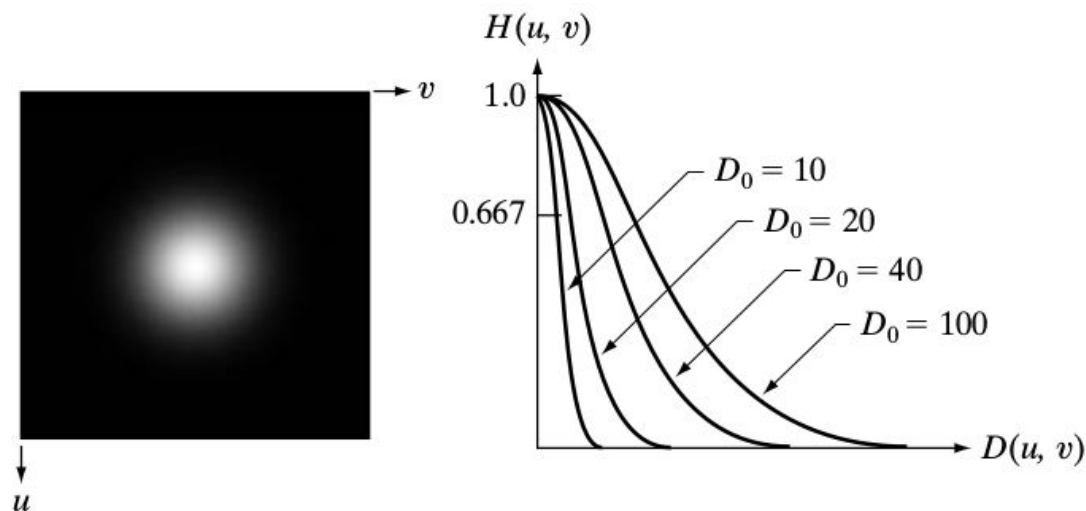 v
u
H(u, v)
1.0
0.667
D₀ = 10
D₀ = 20
D₀ = 40
D₀ = 100
D(u, v)